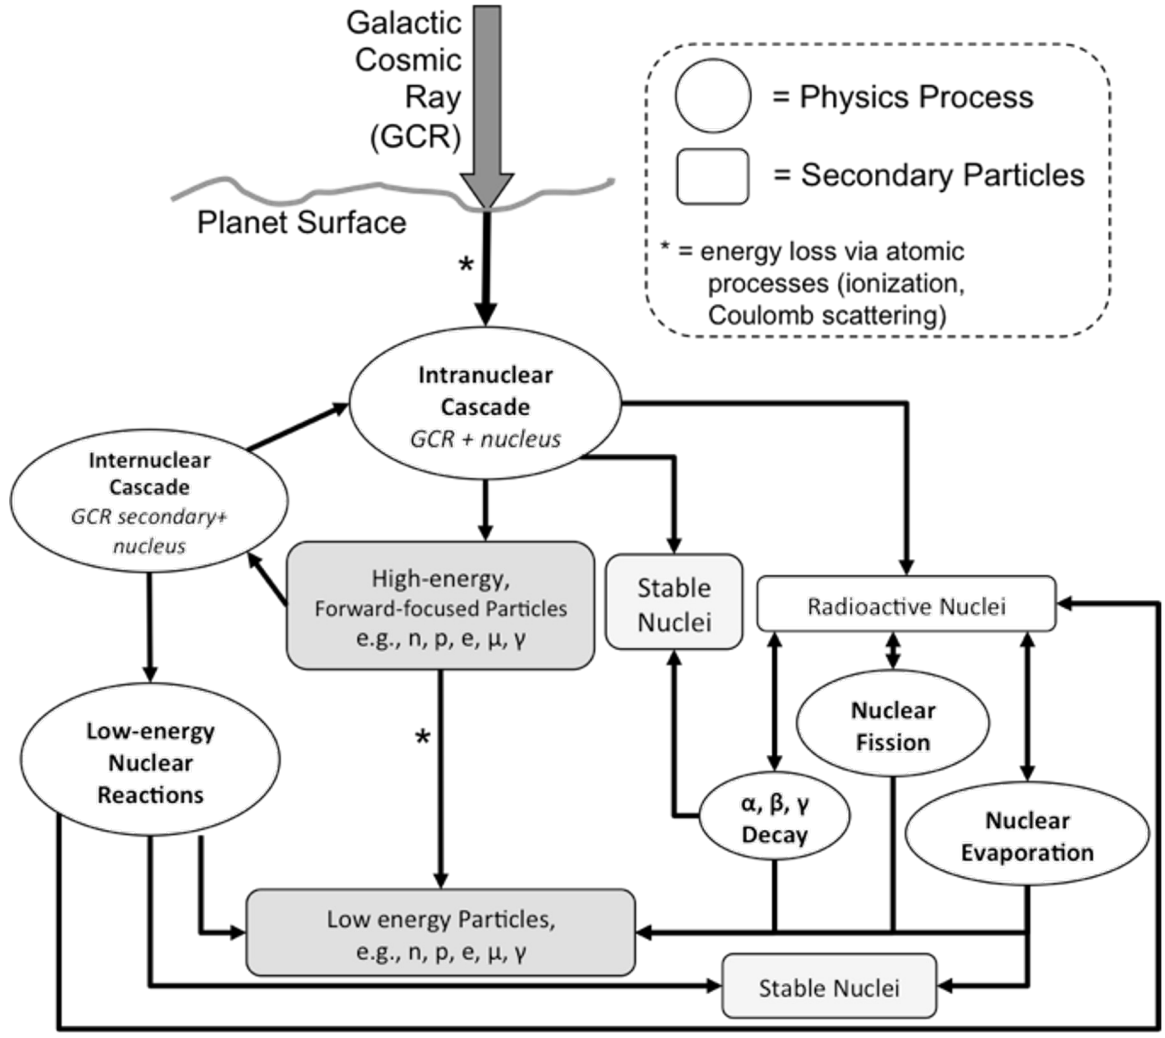 Galactic
Cosmic
Ray
(GCR)
Planet Surface
*
= Physics Process
= Secondary Particles
* = energy loss via atomic
processes (ionization,
Coulomb scattering)
Intranuclear
Cascade
GCR + nucleus
Internuclear
Cascade
GCR secondary+
nucleus
High-energy,
Forward-focused Particles
e.g., n, p, e, μ, γ
Stable
Nuclei
Radioactive Nuclei
Low-energy
Nuclear
Reactions
*
Nuclear
Fission
α, β, γ
Decay
Nuclear
Evaporation
Low energy Particles,
e.g., n, p, e, μ, γ
Stable Nuclei